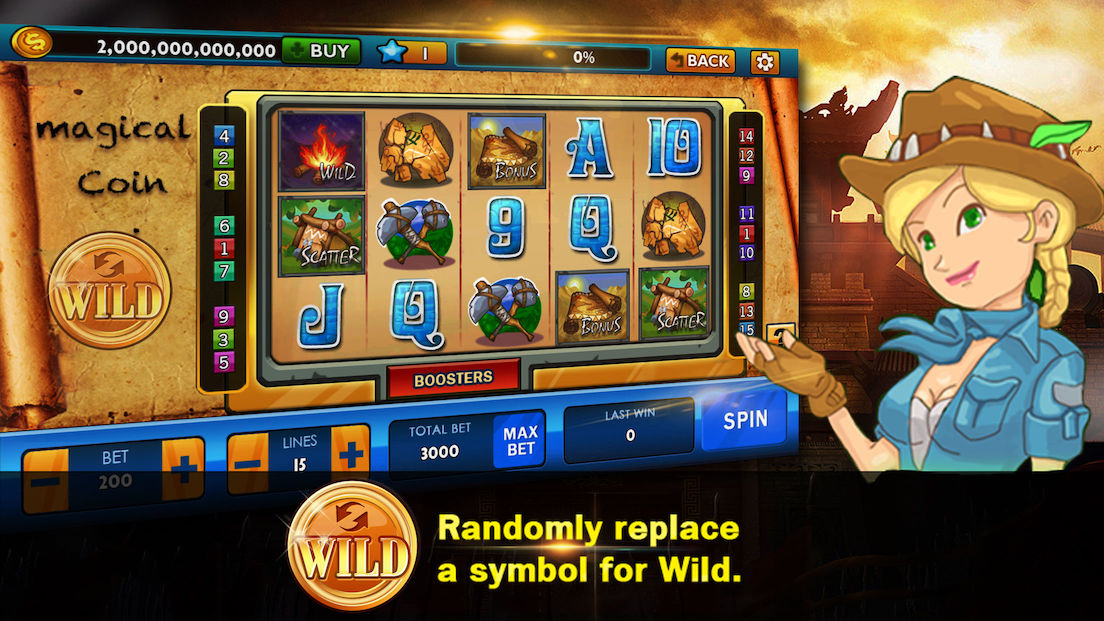 2,000,000,000,000 BUY 1 0% BACK
magical
Coin
WILD
4
2
8
6
1
7
9
3
5
WILD BONUS A 10
SCATTER 9 Q
J Q BONUS SCATTER
14
12
9
11
1
10
8
13
15
BOOSTERS
BET
200
LINES
15
TOTAL BET
3000
MAX
BET
LAST WIN
0
SPIN
WILD
Randomly replace
a symbol for Wild.